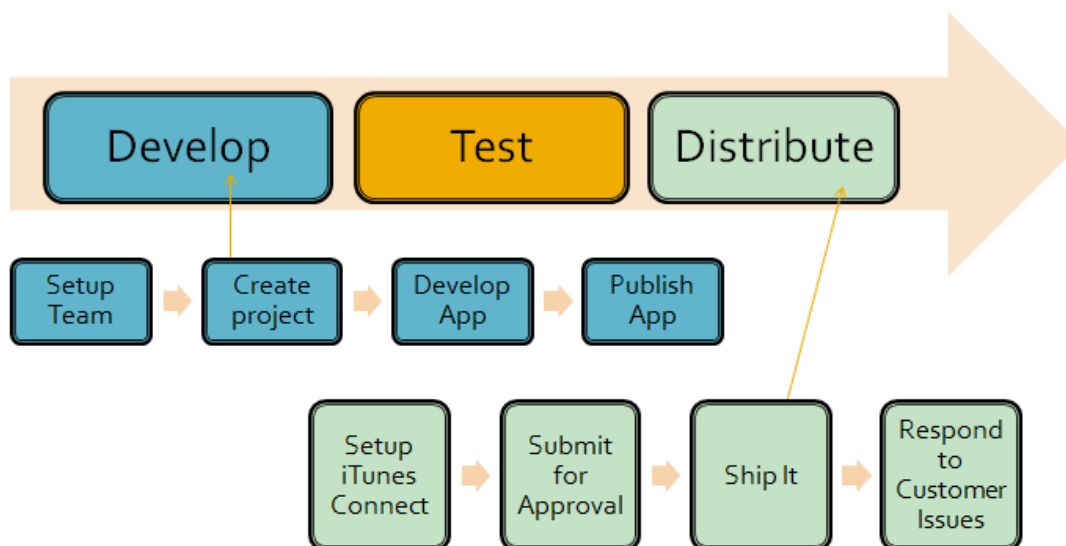 Develop
Test
Distribute
Setup
Team
Create
project
Develop
App
Publish
App
Setup
iTunes
Connect
Submit
for
Approval
Ship It
Respond
to
Customer
Issues